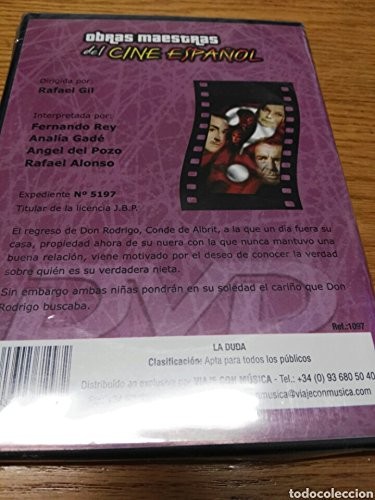 OBRAS MAESTRAS
del CINE ESPAÑOL
Dirigida por:
Rafael Gil
Interpretada por:
Fernando Rey
Analía Gadé
Angel del Pozo
Rafael Alonso
Expediente Nº 5197
Titular de la licencia J.B.P.
El regreso de Don Rodrigo, Conde de Albrit, a la que un día fuera su
casa, propiedad ahora de su nuera con la que nunca mantuvo una
buena relación, viene motivado por el deseo de conocer la verdad
sobre quién es su verdadera nieta.
Sin embargo ambas niñas pondrán en su soledad el cariño que Don
Rodrigo buscaba.
DVD
Ref.:1097
LA DUDA
Clasificación: Apta para todos los públicos
Distribuido en exclusiva por VIAJE CON MÚSICA - Tel.: +34 (0) 93 680 50 40
onmusica@viajeconmusica.com
todocoleccion